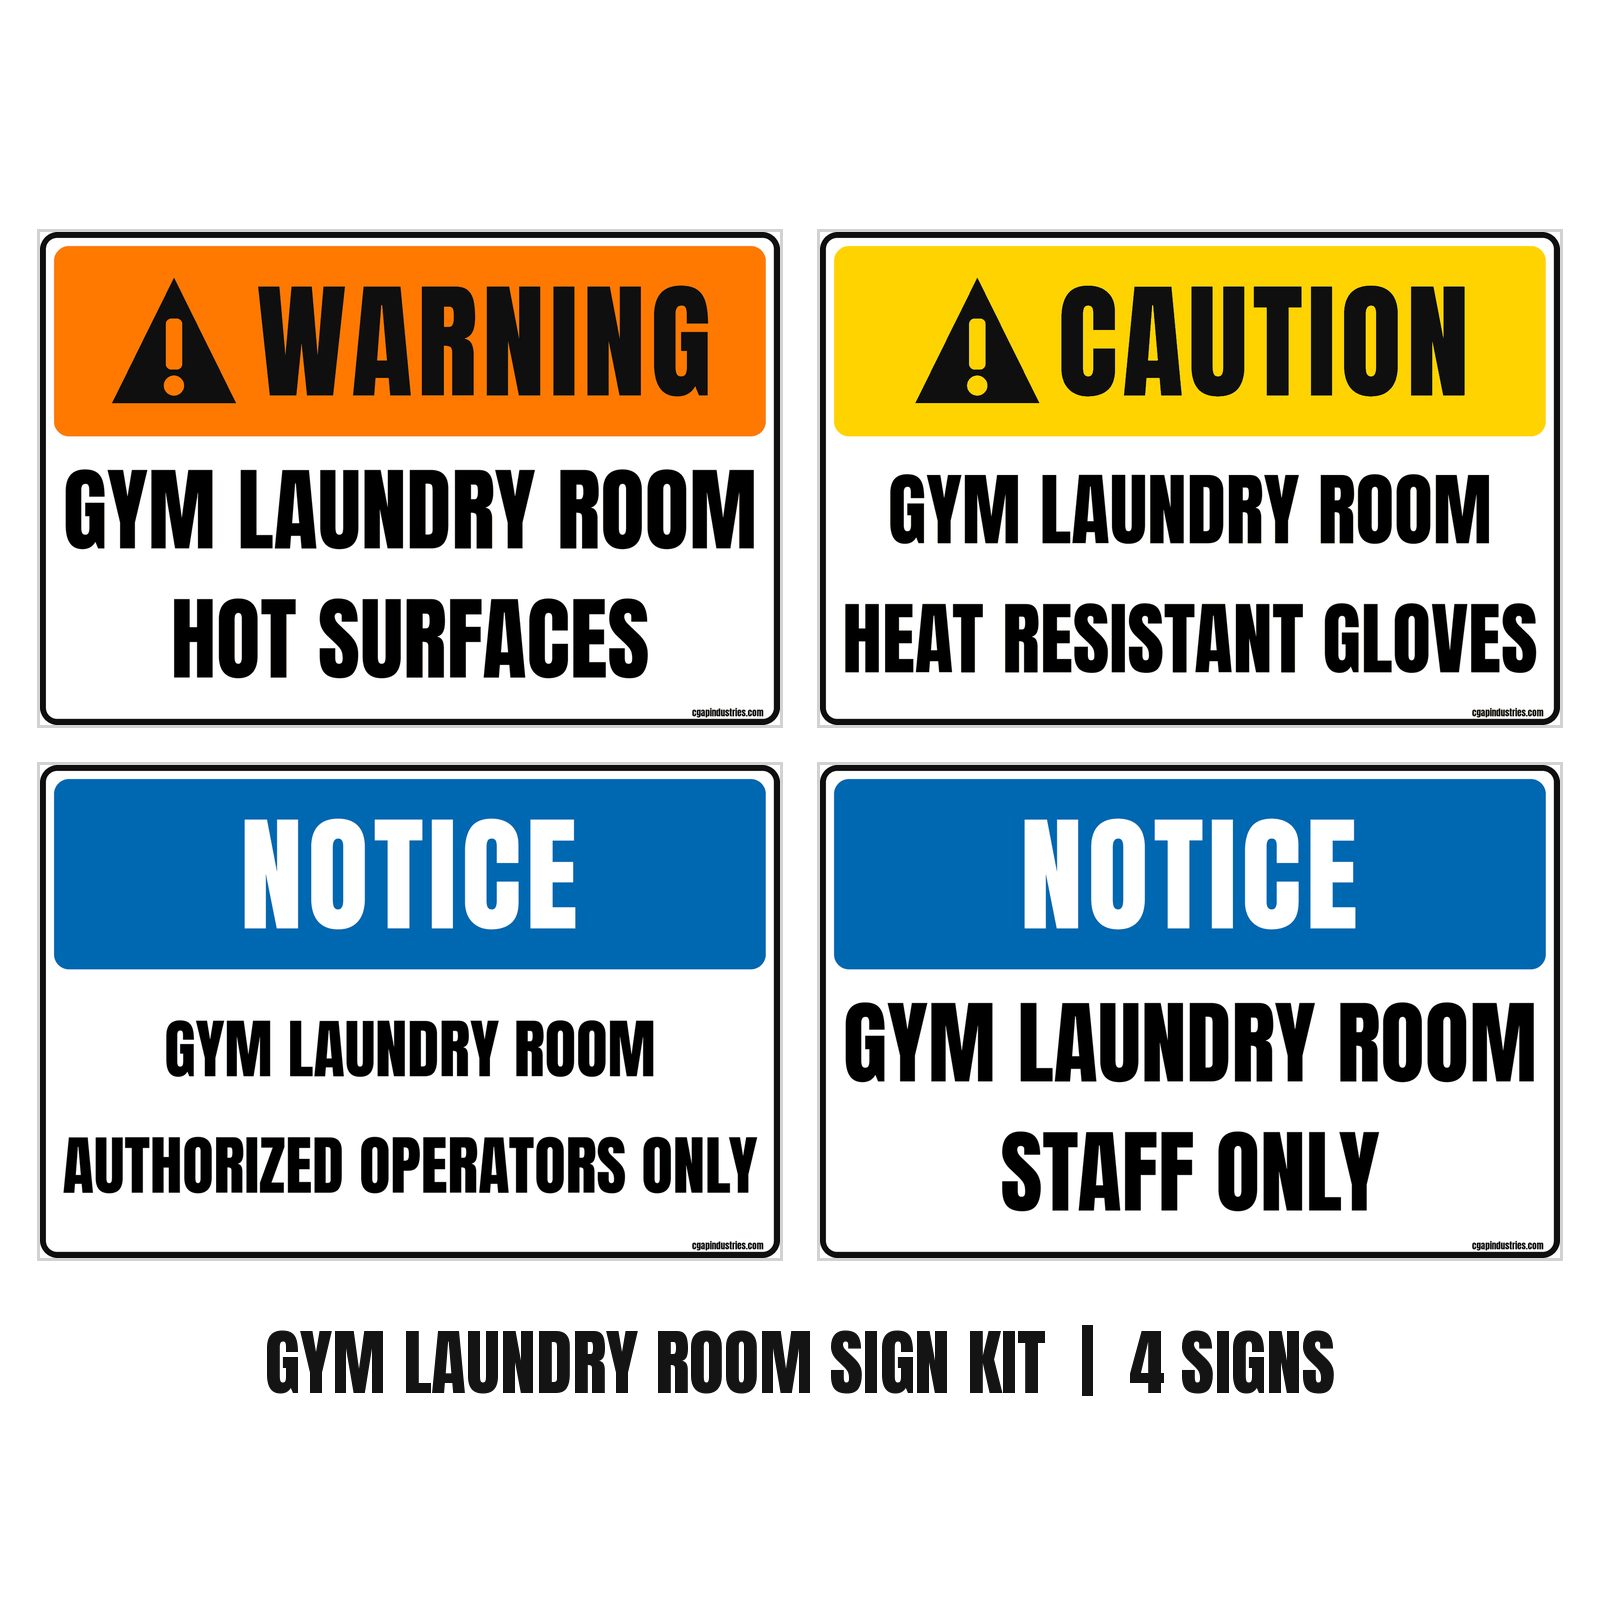 WARNING
GYM LAUNDRY ROOM
HOT SURFACES
cgapindustries.com
CAUTION
GYM LAUNDRY ROOM
HEAT RESISTANT GLOVES
cgapindustries.com
NOTICE
GYM LAUNDRY ROOM
AUTHORIZED OPERATORS ONLY
cgapindustries.com
NOTICE
GYM LAUNDRY ROOM
STAFF ONLY
cgapindustries.com
GYM LAUNDRY ROOM SIGN KIT | 4 SIGNS